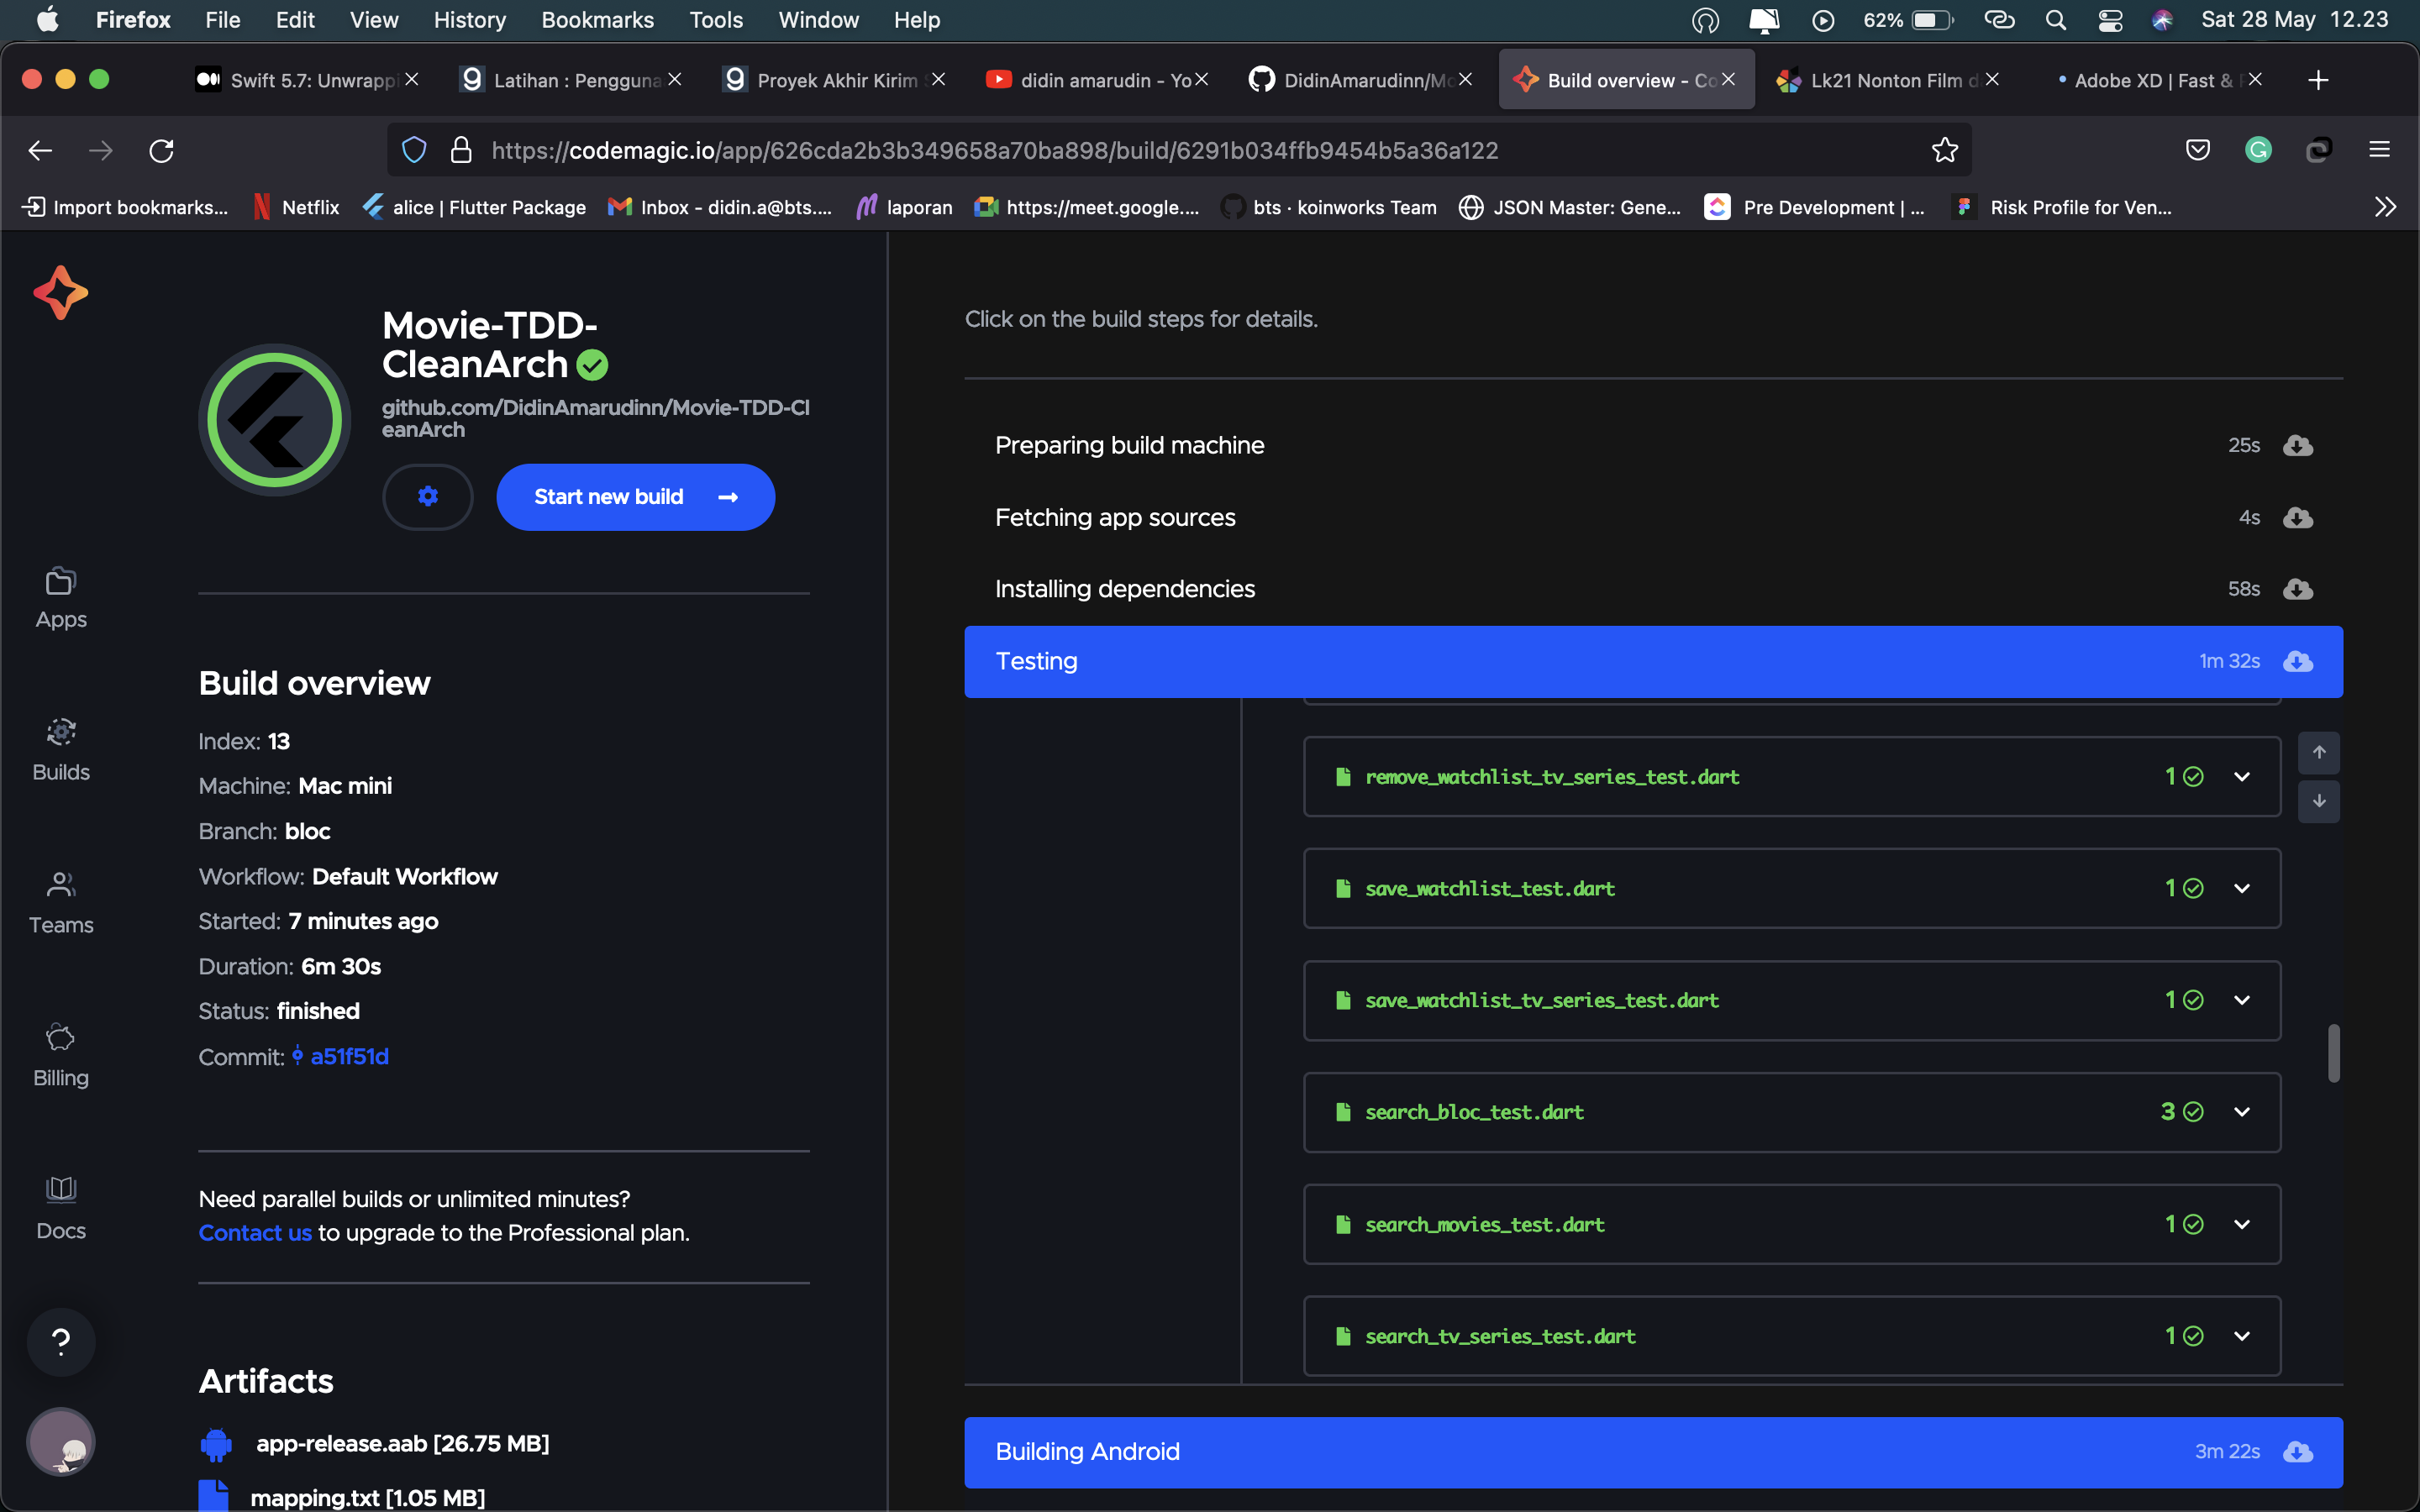 Firefox File Edit View History Bookmarks Tools Window Help 62% Sat 28 May 12.23
Swift 5.7: Unwrappi Latihan : Pengguna Proyek Akhir Kirim didin amarudin - Yo DidinAmarudinn/Mo Build overview - Co Lk21 Nonton Film d Adobe XD | Fast &
https://codemagic.io/app/626cda2b3b349658a70ba898/build/6291b034ffb9454b5a36a122
Import bookmarks... Netflix alice | Flutter Package Inbox - didin.a@bts.... laporan https://meet.google.... bts · koinworks Team JSON Master: Gene... Pre Development | ... Risk Profile for Ven...
Apps
Builds
Teams
Billing
Docs
?
Movie-TDD-
CleanArch
github.com/DidinAmarudinn/Movie-TDD-Cl
eanArch
Start new build
Build overview
Index: 13
Machine: Mac mini
Branch: bloc
Workflow: Default Workflow
Started: 7 minutes ago
Duration: 6m 30s
Status: finished
Commit: a51f51d
Need parallel builds or unlimited minutes?
Contact us to upgrade to the Professional plan.
Artifacts
app-release.aab [26.75 MB]
mapping.txt [1.05 MB]
Click on the build steps for details.
Preparing build machine 25s
Fetching app sources 4s
Installing dependencies 58s
Testing 1m 32s
remove_watchlist_tv_series_test.dart 1
save_watchlist_test.dart 1
save_watchlist_tv_series_test.dart 1
search_bloc_test.dart 3
search_movies_test.dart 1
search_tv_series_test.dart 1
Building Android 3m 22s